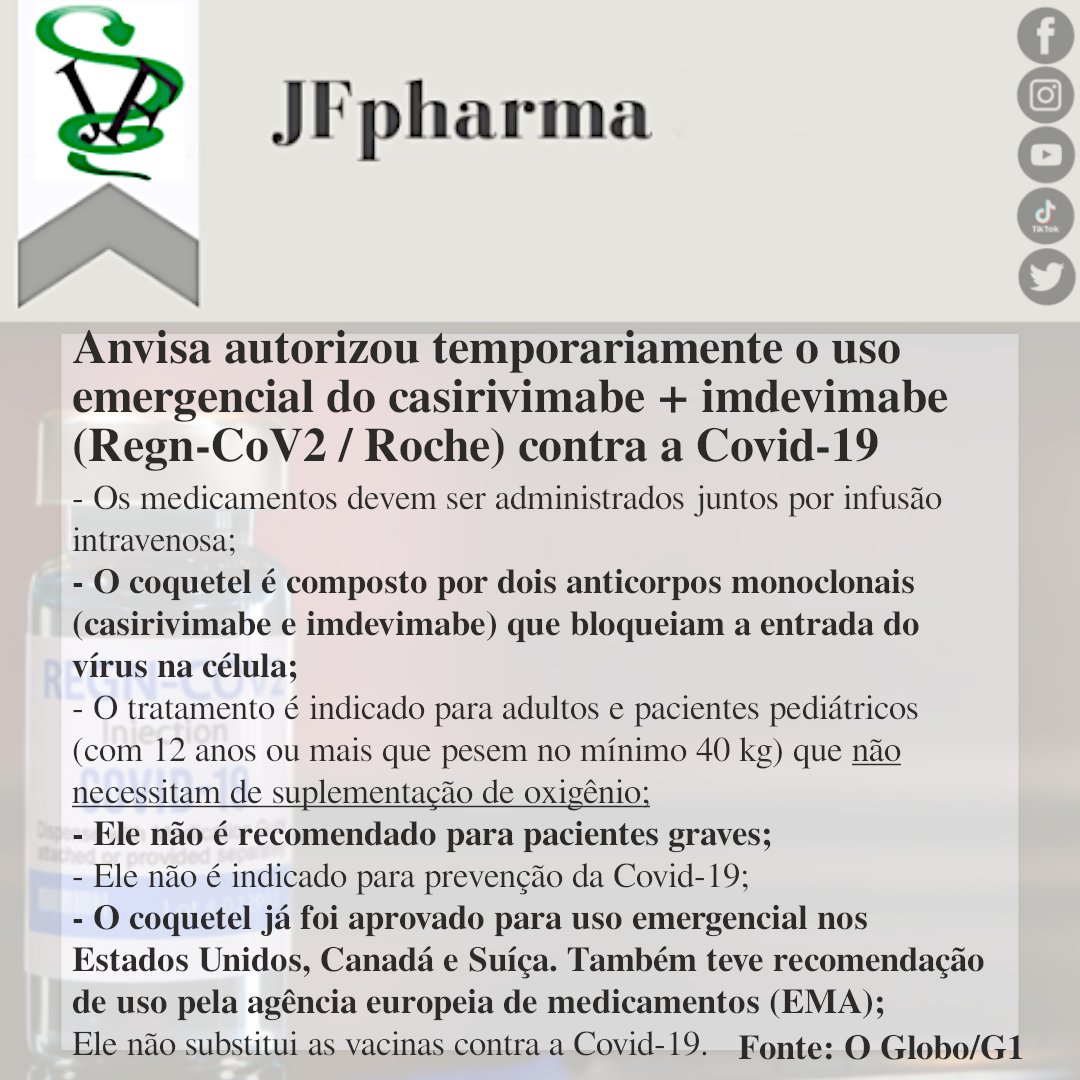 JFpharma
TikTok
Anvisa autorizou temporariamente o uso
emergencial do casirivimabe + imdevimabe
(Regn-CoV2 / Roche) contra a Covid-19
- Os medicamentos devem ser administrados juntos por infusão
intravenosa;
- O coquetel é composto por dois anticorpos monoclonais
(casirivimabe e imdevimabe) que bloqueiam a entrada do
vírus na célula;
- O tratamento é indicado para adultos e pacientes pediátricos
(com 12 anos ou mais que pesem no mínimo 40 kg) que não
necessitam de suplementação de oxigênio;
- Ele não é recomendado para pacientes graves;
- Ele não é indicado para prevenção da Covid-19;
- O coquetel já foi aprovado para uso emergencial nos
Estados Unidos, Canadá e Suíça. Também teve recomendação
de uso pela agência europeia de medicamentos (EMA);
Ele não substitui as vacinas contra a Covid-19.
Fonte: O Globo/G1
REGN-COV2
Injection
COVID-19